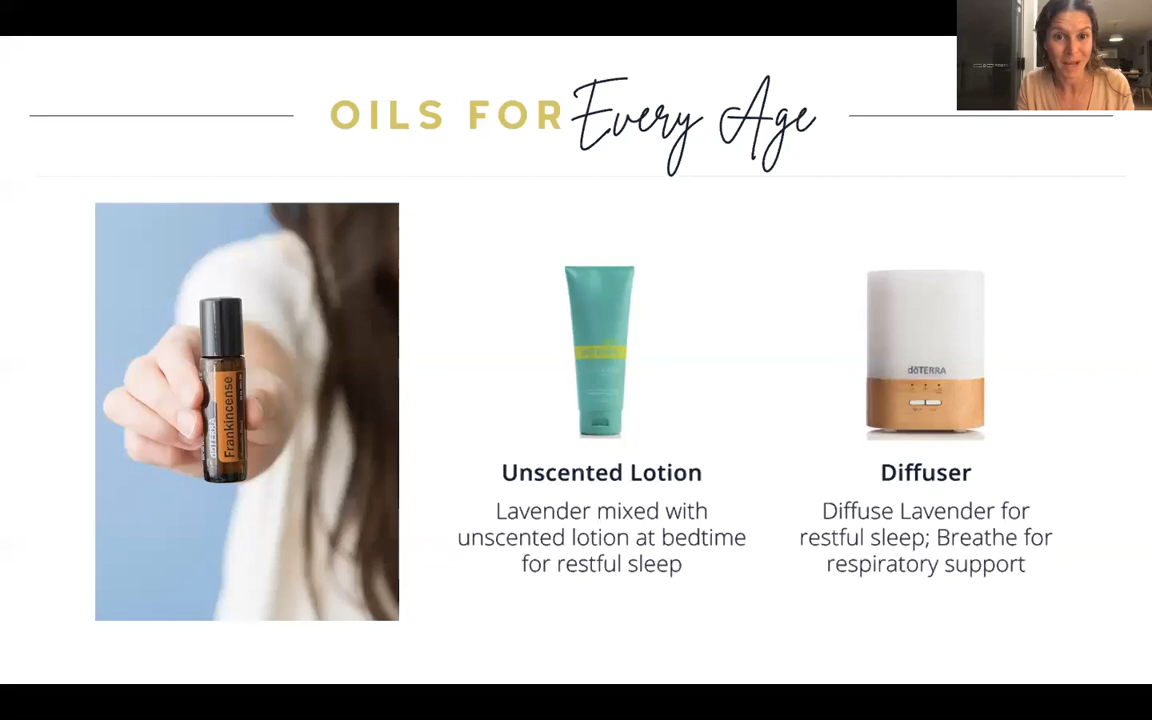 OILS FOR Every Age
dōTERRA
Frankincense
dōTERRA
Unscented Lotion
Lavender mixed with
unscented lotion at bedtime
for restful sleep
Diffuser
Diffuse Lavender for
restful sleep; Breathe for
respiratory support